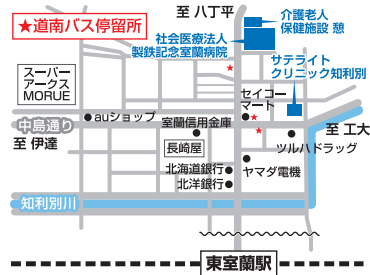 ★道南バス停留所
至 八丁平
介護老人
保健施設 憩
社会医療法人
製鉄記念室蘭病院
★
サテライト
クリニック知利別
スーパー
アークス
MORUE
セイコー
マート
auショップ
室蘭信用金庫
★
★
中島通り
至 伊達
至 工大
長崎屋
ツルハドラッグ
北海道銀行
ヤマダ電機
北洋銀行
知利別川
東室蘭駅